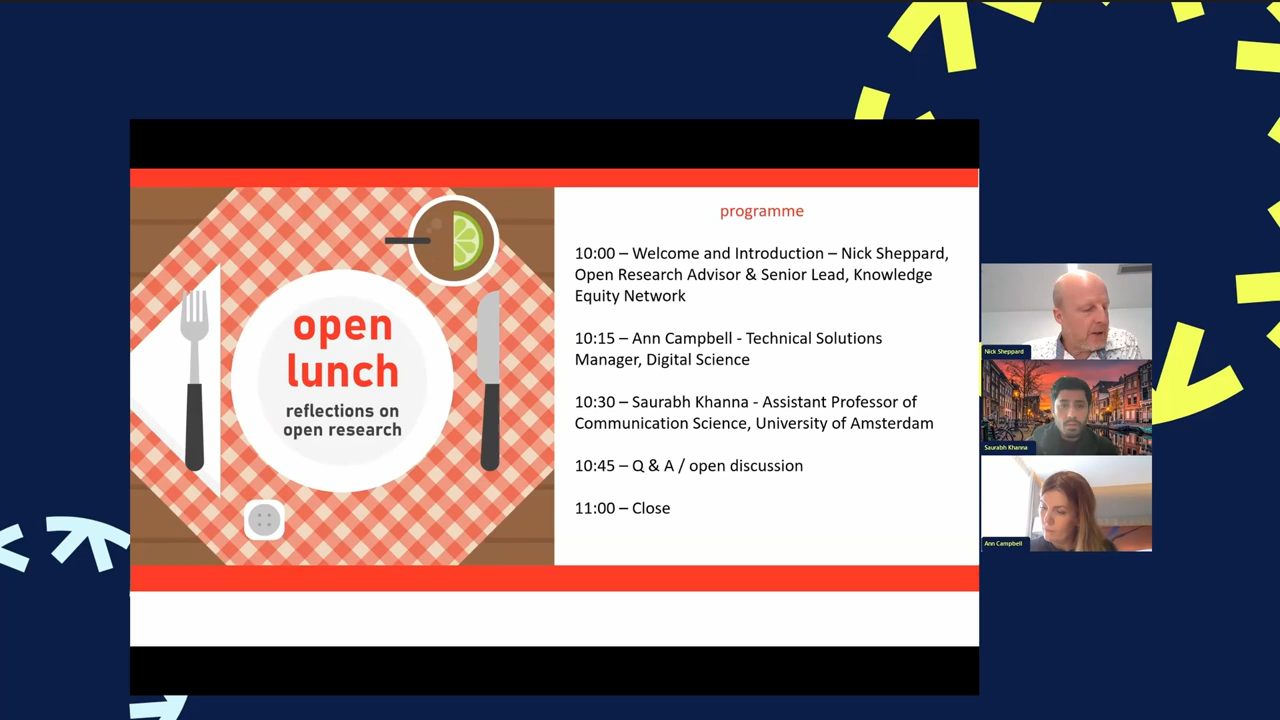 open
lunch
reflections on
open research
programme
10:00 – Welcome and Introduction – Nick Sheppard,
Open Research Advisor & Senior Lead, Knowledge
Equity Network
10:15 – Ann Campbell - Technical Solutions
Manager, Digital Science
10:30 – Saurabh Khanna - Assistant Professor of
Communication Science, University of Amsterdam
10:45 – Q & A / open discussion
11:00 – Close
Nick Sheppard
Saurabh Khanna
Ann Campbell